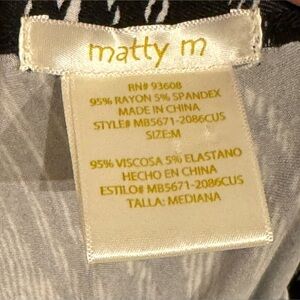 matty m
RN# 93608
95% RAYON 5% SPANDEX
MADE IN CHINA
STYLE# MB5671-2086CUS
SIZE:M
95% VISCOSA 5% ELASTANO
HECHO EN CHINA
ESTILO# MB5671-2086CUS
TALLA: MEDIANA